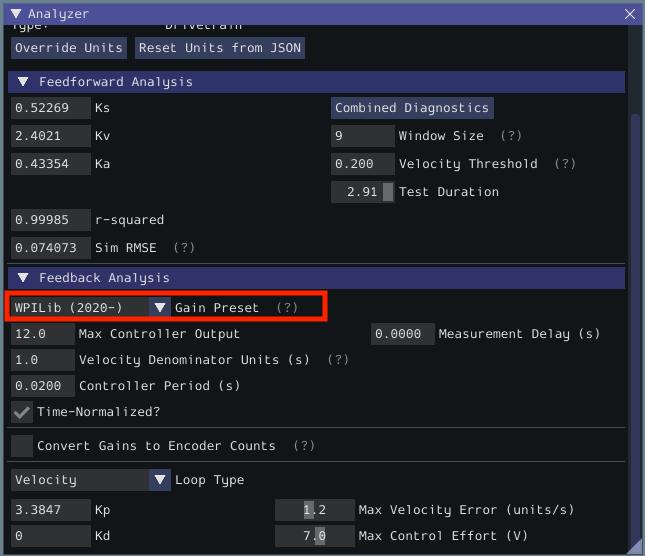 Analyzer
Type: Drivetrain
Override Units Reset Units from JSON
Feedforward Analysis
0.52269 Ks Combined Diagnostics
2.4021 Kv 9 Window Size (?)
0.43354 Ka 0.200 Velocity Threshold (?)
2.91 Test Duration
0.99985 r-squared
0.074073 Sim RMSE (?)
Feedback Analysis
WPILib (2020-) Gain Preset (?)
12.0 Max Controller Output 0.0000 Measurement Delay (s)
1.0 Velocity Denominator Units (s) (?)
0.0200 Controller Period (s)
Time-Normalized?
Convert Gains to Encoder Counts (?)
Velocity Loop Type
3.3847 Kp 1.2 Max Velocity Error (units/s)
0 Kd 7.0 Max Control Effort (V)